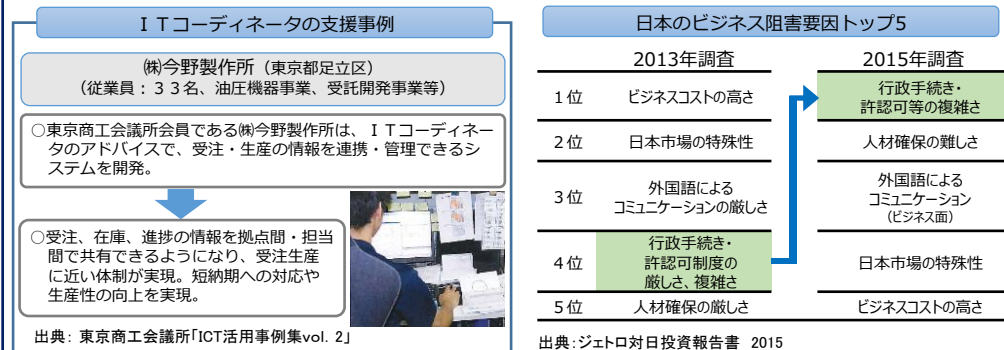 ＩＴコーディネータの支援事例
㈱今野製作所（東京都足立区）
（従業員：３３名、油圧機器事業、受託開発事業等）
○東京商工会議所会員である㈱今野製作所は、ＩＴコーディネー
タのアドバイスで、受注・生産の情報を連携・管理できるシ
ステムを開発。
○受注、在庫、進捗の情報を拠点間・担当
間で共有できるようになり、受注生産
に近い体制が実現。短納期への対応や
生産性の向上を実現。
出典： 東京商工会議所「ICT活用事例集vol. 2」
日本のビジネス阻害要因トップ5
2013年調査
2015年調査
1位
ビジネスコストの高さ
行政手続き・
許認可等の複雑さ
2位
日本市場の特殊性
人材確保の難しさ
3位
外国語による
コミュニケーションの厳しさ
外国語による
コミュニケーション
（ビジネス面）
4位
行政手続き・
許認可制度の
厳しさ、複雑さ
日本市場の特殊性
5位
人材確保の厳しさ
ビジネスコストの高さ
出典：ジェトロ対日投資報告書 2015